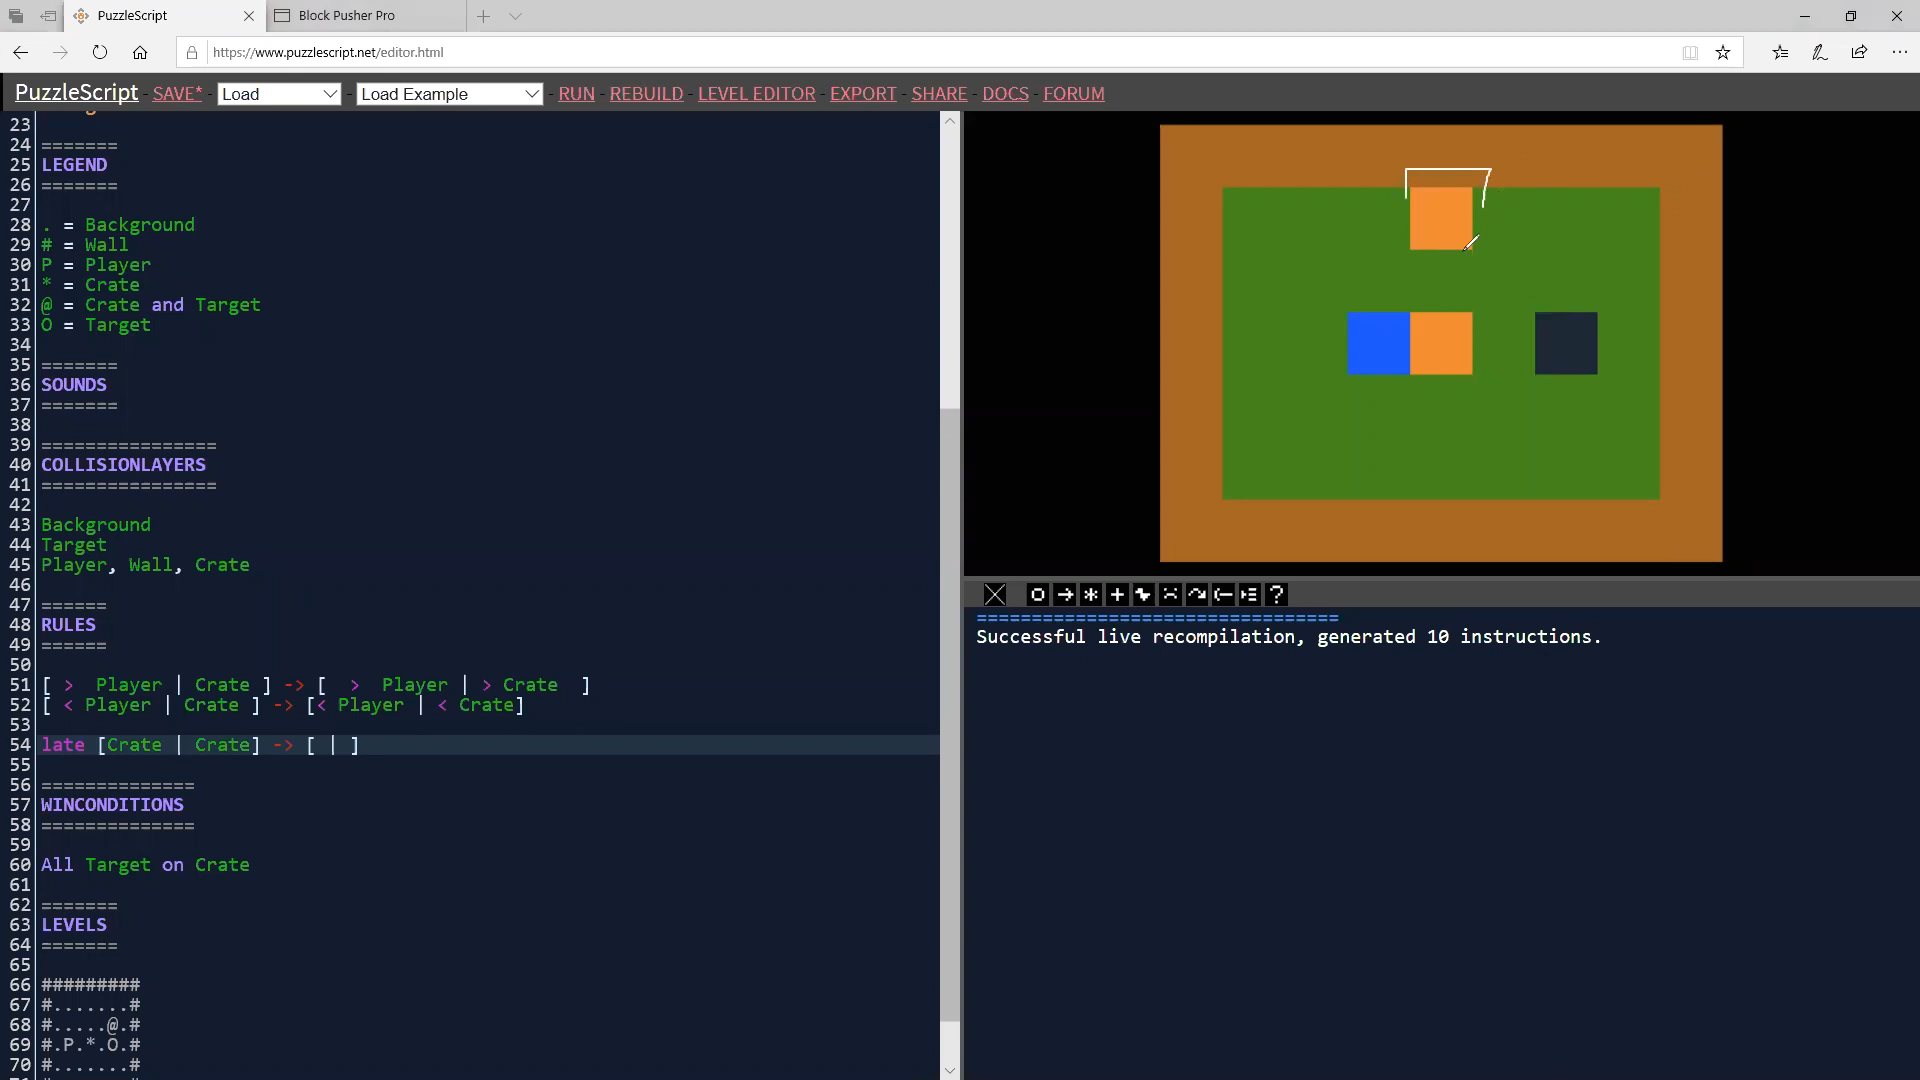 PuzzleScript
Block Pusher Pro
https://www.puzzlescript.net/editor.html
PuzzleScript - SAVE* - Load Load Example - RUN - REBUILD - LEVEL EDITOR - EXPORT - SHARE - DOCS - FORUM
23
24 =======
25 LEGEND
26 =======
27
28 . = Background
29 # = Wall
30 P = Player
31 * = Crate
32 @ = Crate and Target
33 O = Target
34
35 =======
36 SOUNDS
37 =======
38
39 ================
40 COLLISIONLAYERS
41 ================
42
43 Background
44 Target
45 Player, Wall, Crate
46
47 ======
48 RULES
49 ======
50
51 [ >  Player | Crate ] -> [  >  Player | > Crate  ]
52 [ < Player | Crate ] -> [< Player | < Crate]
53
54 late [Crate | Crate] -> [ | ]
55
56 ==============
57 WINCONDITIONS
58 ==============
59
60 All Target on Crate
61
62 =======
63 LEVELS
64 =======
65
66 #########
67 #.......#
68 #.....@.#
69 #.P.*.O.#
70 #.......#
=================================
Successful live recompilation, generated 10 instructions.